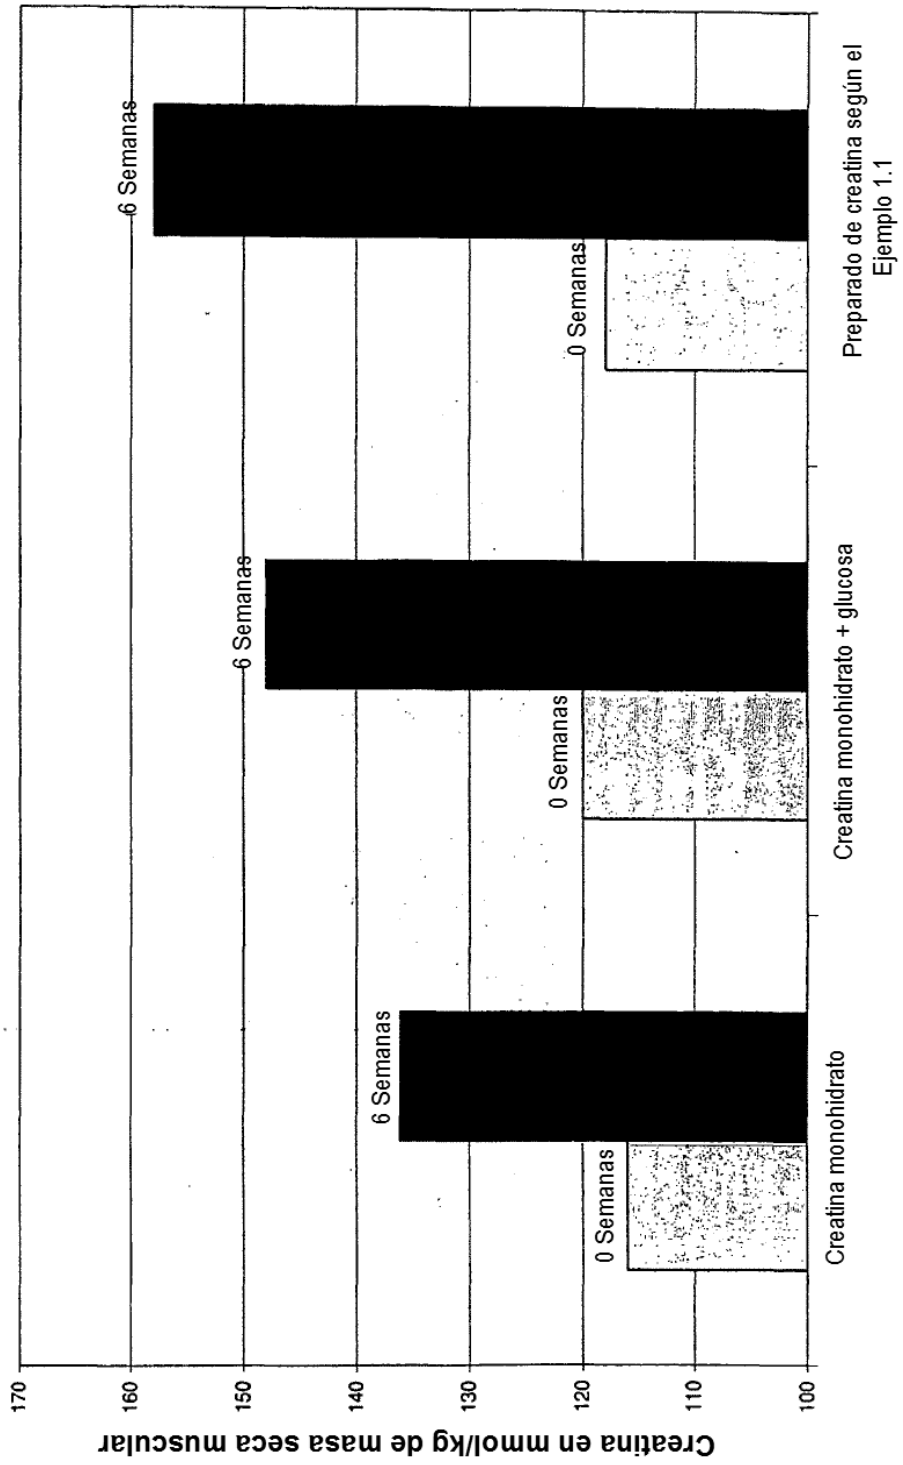 Creatina en mmol/kg de masa seca muscular
170
160
150
140
130
120
110
100
0 Semanas
6 Semanas
0 Semanas
6 Semanas
0 Semanas
6 Semanas
Creatina monohidrato
Creatina monohidrato + glucosa
Preparado de creatina según el
Ejemplo 1.1